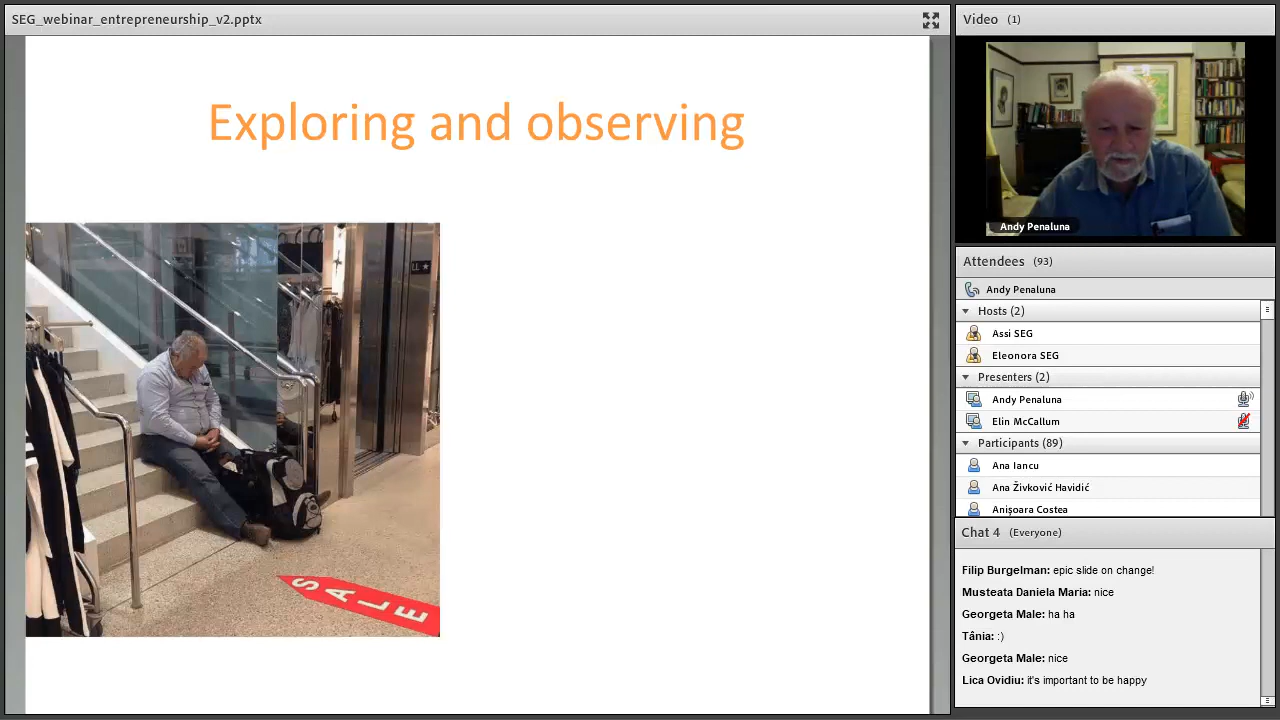 SEG_webinar_entrepreneurship_v2.pptx
Exploring and observing
SALE
Video (1)
Andy Penaluna
Attendees (93)
Andy Penaluna
Hosts (2)
Assi SEG
Eleonora SEG
Presenters (2)
Andy Penaluna
Elin McCallum
Participants (89)
Ana Iancu
Ana Živković Havidić
Anişoara Costea
Chat 4 (Everyone)
Filip Burgelman: epic slide on change!
Musteata Daniela Maria: nice
Georgeta Male: ha ha
Tânia: :)
Georgeta Male: nice
Lica Ovidiu: it's important to be happy